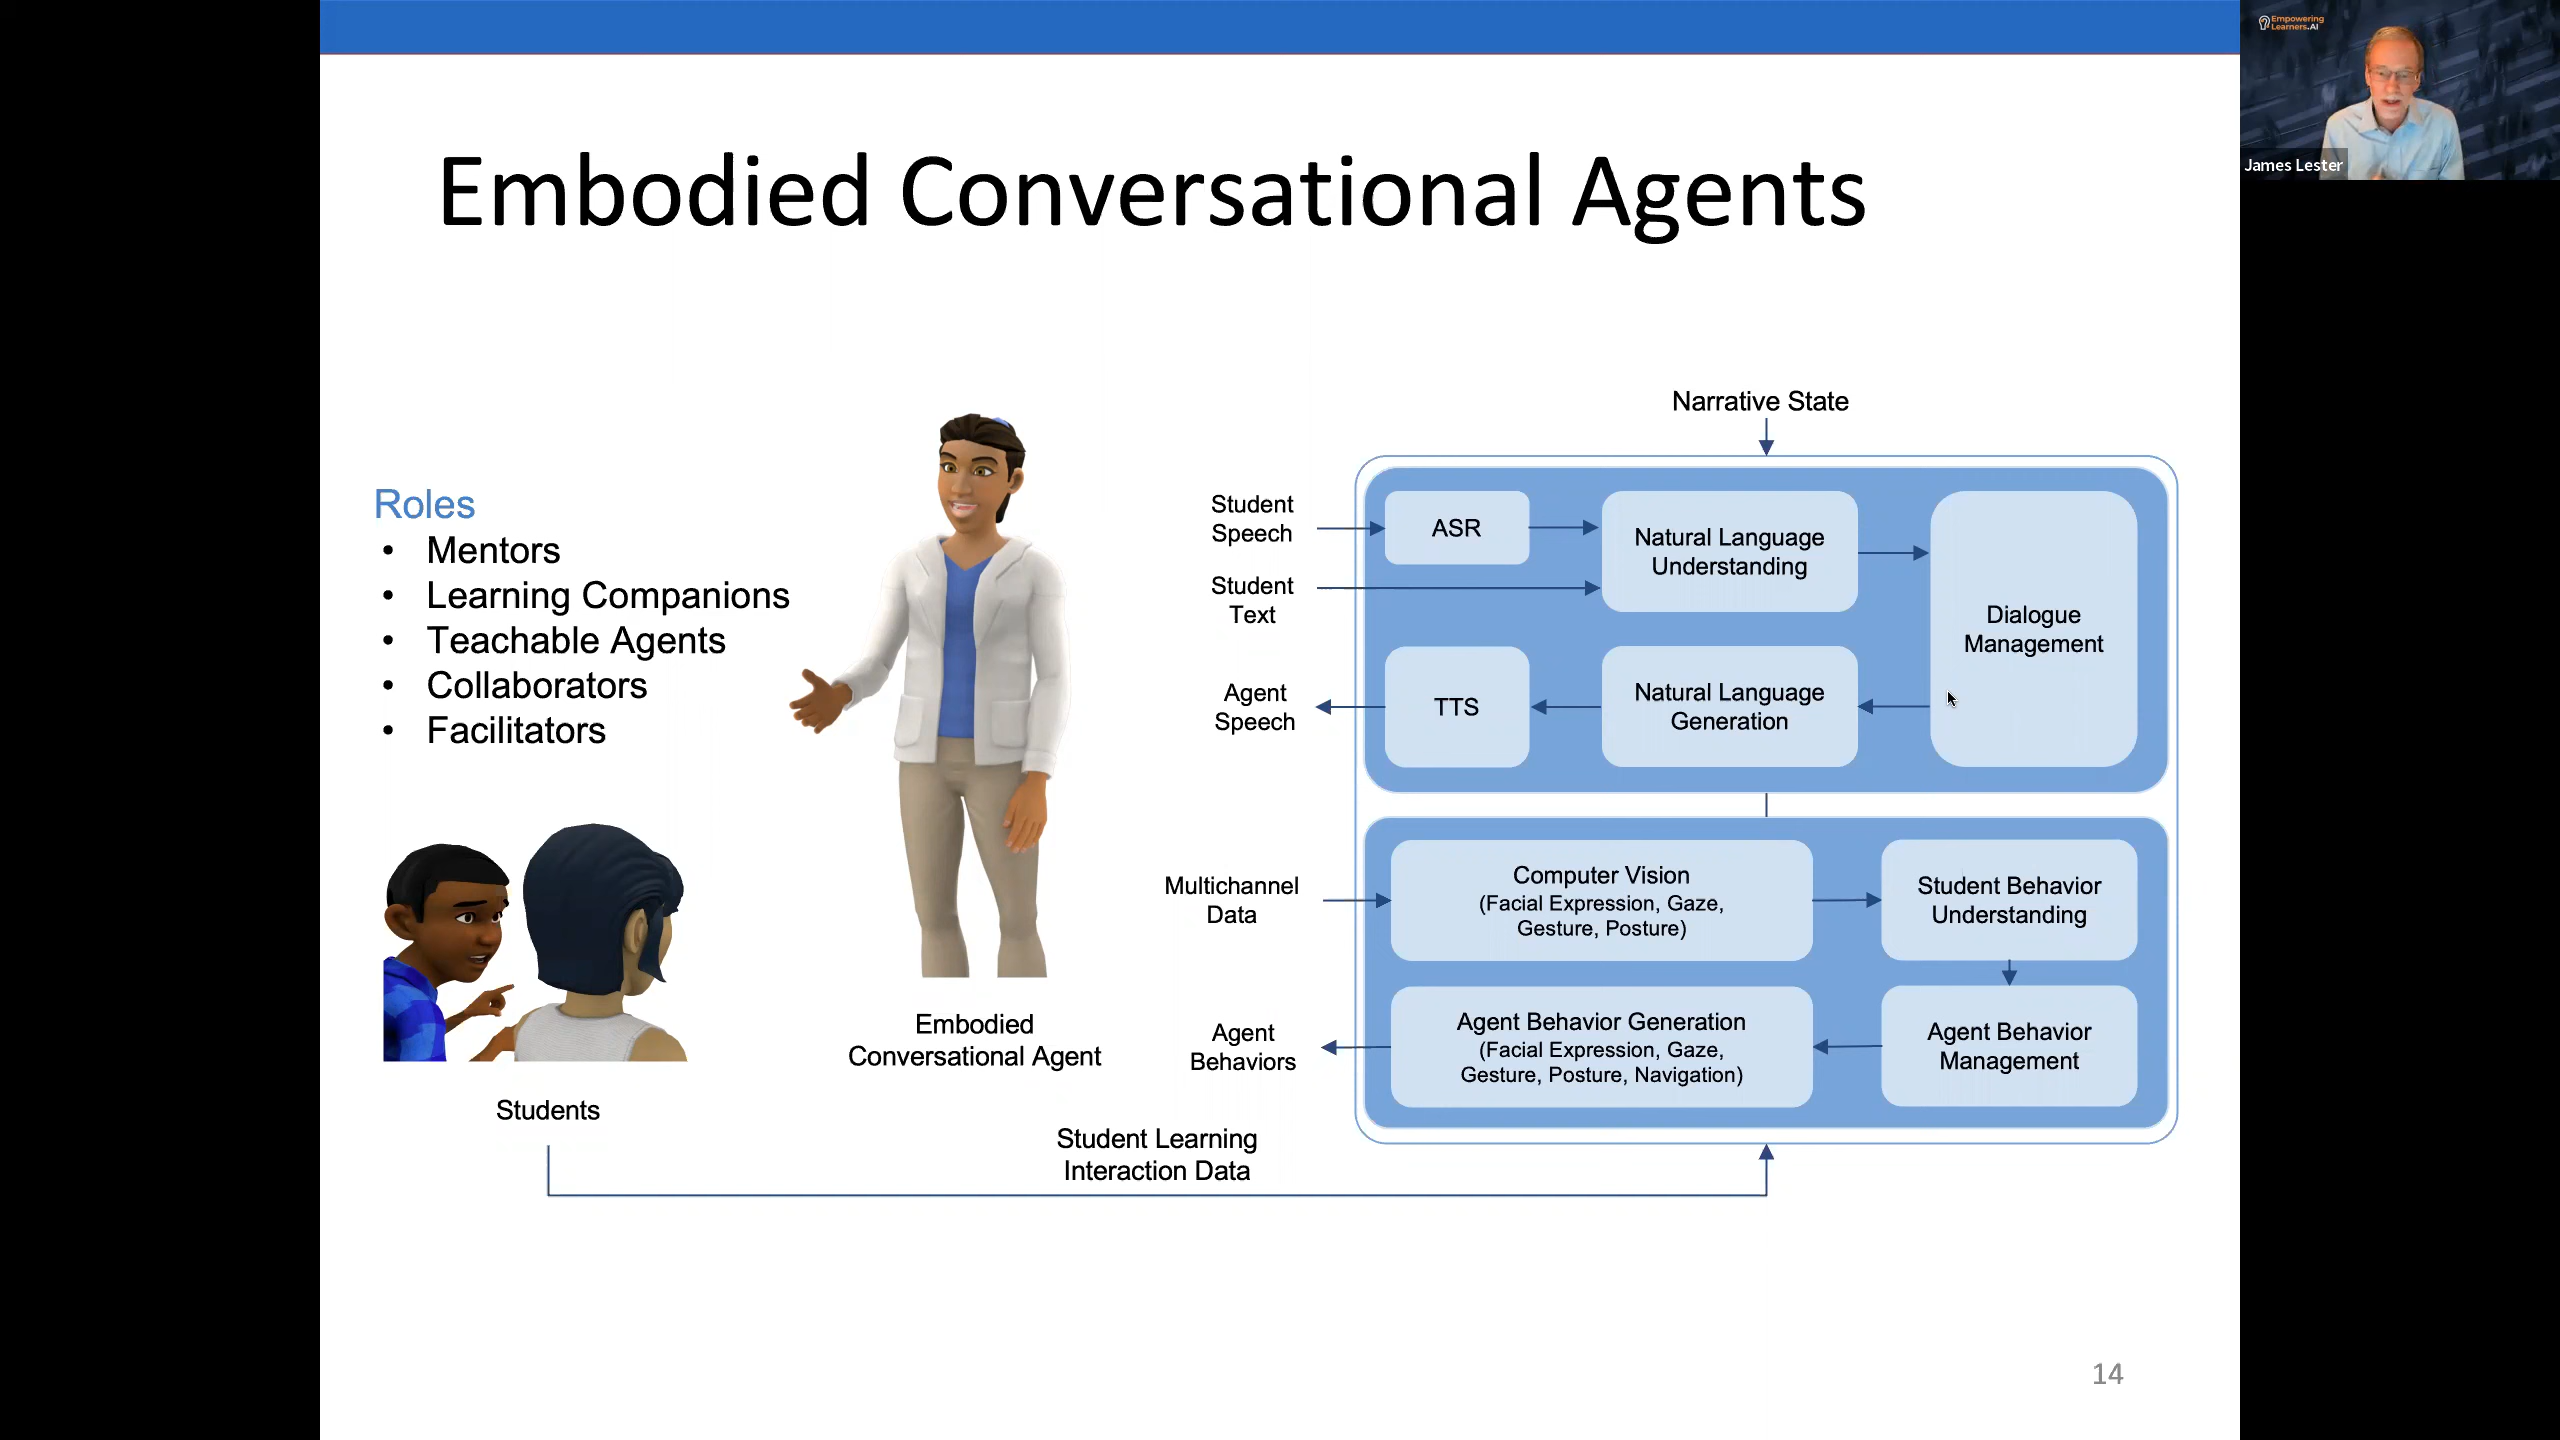 Empowering
Learners.AI
James Lester
Embodied Conversational Agents
Roles
• Mentors
• Learning Companions
• Teachable Agents
• Collaborators
• Facilitators
Students
Embodied
Conversational Agent
Narrative State
Student
Speech
ASR
Natural Language
Understanding
Student
Text
Dialogue
Management
Agent
Speech
TTS
Natural Language
Generation
Multichannel
Data
Computer Vision
(Facial Expression, Gaze,
Gesture, Posture)
Student Behavior
Understanding
Agent
Behaviors
Agent Behavior Generation
(Facial Expression, Gaze,
Gesture, Posture, Navigation)
Agent Behavior
Management
Student Learning
Interaction Data
14